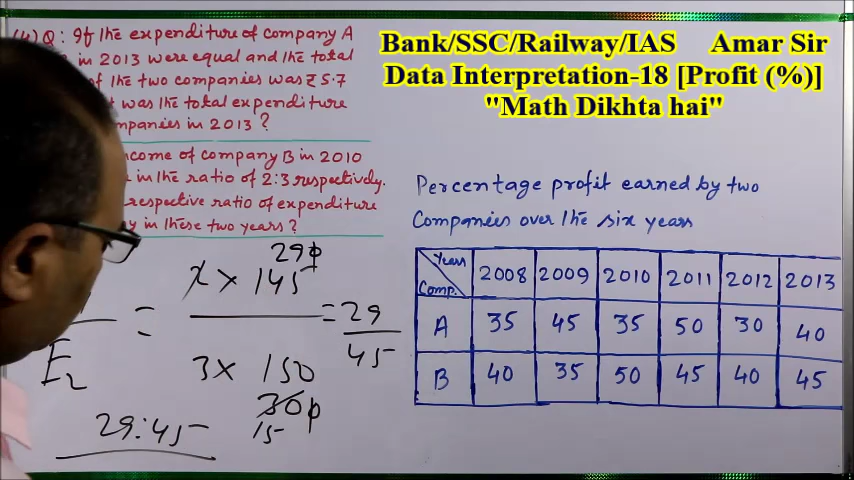 (4) Q: If the expenditure of company A
in 2013 were equal and the total
of the two companies was ₹ 5.7
was the total expenditure
mpanies in 2013 ?
ncome of company B in 2010
in the ratio of 2:3 respectively.
respective ratio of expenditure
in these two years ?
Bank/SSC/Railway/IAS Amar Sir
Data Interpretation-18 [Profit (%)]
"Math Dikhta hai"
Percentage profit earned by two
Companies over the six years
Years
Comp. 2008 2009 2010 2011 2012 2013
A 35 45 35 50 30 40
B 40 35 50 45 40 45
29
× 145
= = 29
45
E2
3 × 150
30
15
29:45